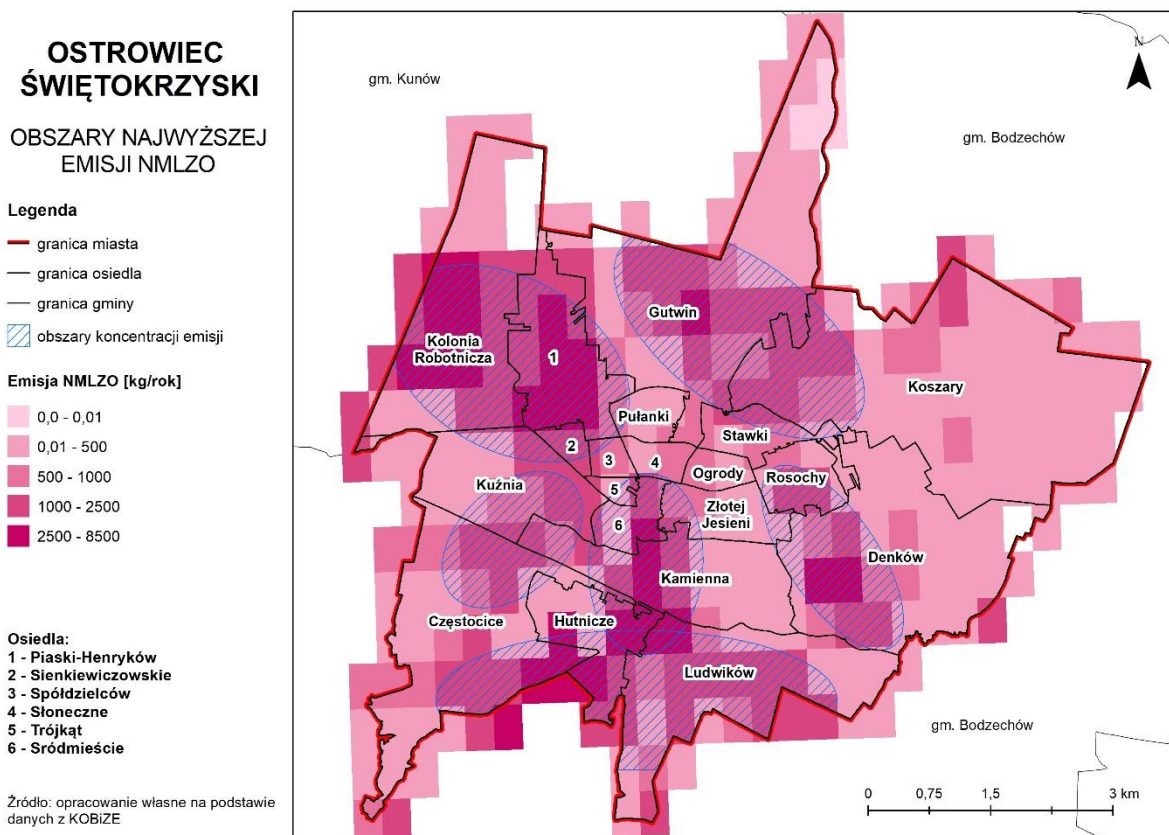 OSTROWIEC
ŚWIĘTOKRZYSKI
OBSZARY NAJWYŻSZEJ
EMISJI NMLZO
Legenda
granica miasta
granica osiedla
granica gminy
obszary koncentracji emisji
Emisja NMLZO [kg/rok]
0,0 - 0,01
0,01 - 500
500 - 1000
1000 - 2500
2500 - 8500
Osiedla:
1 - Piaski-Henryków
2 - Sienkiewiczowskie
3 - Spółdzielców
4 - Słoneczne
5 - Trójkąt
6 - Sródmieście
Źródło: opracowanie własne na podstawie
danych z KOBiZE
gm. Kunów
N
gm. Bodzechów
Gutwin
Kolonia
Robotnicza
1
Koszary
Pułanki
Stawki
2
3
4
Ogrody
Rosochy
Kuźnia
5
Złotej
Jesieni
6
Denków
Kamienna
Częstocice
Hutnicze
Ludwików
gm. Bodzechów
0 0,75 1,5 3 km